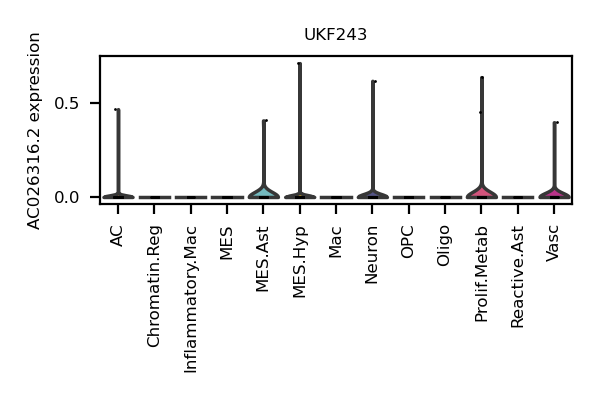 UKF243
AC026316.2 expression
0.5
0.0
AC
Chromatin.Reg
Inflammatory.Mac
MES
MES.Ast
MES.Hyp
Mac
Neuron
OPC
Oligo
Prolif.Metab
Reactive.Ast
Vasc